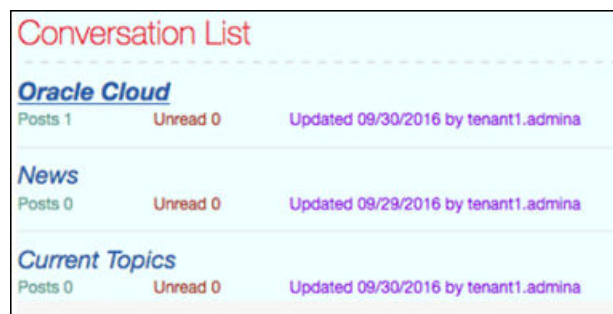 Conversation List
Oracle Cloud
Posts 1 Unread 0 Updated 09/30/2016 by tenant1.admina
News
Posts 0 Unread 0 Updated 09/29/2016 by tenant1.admina
Current Topics
Posts 0 Unread 0 Updated 09/30/2016 by tenant1.admina